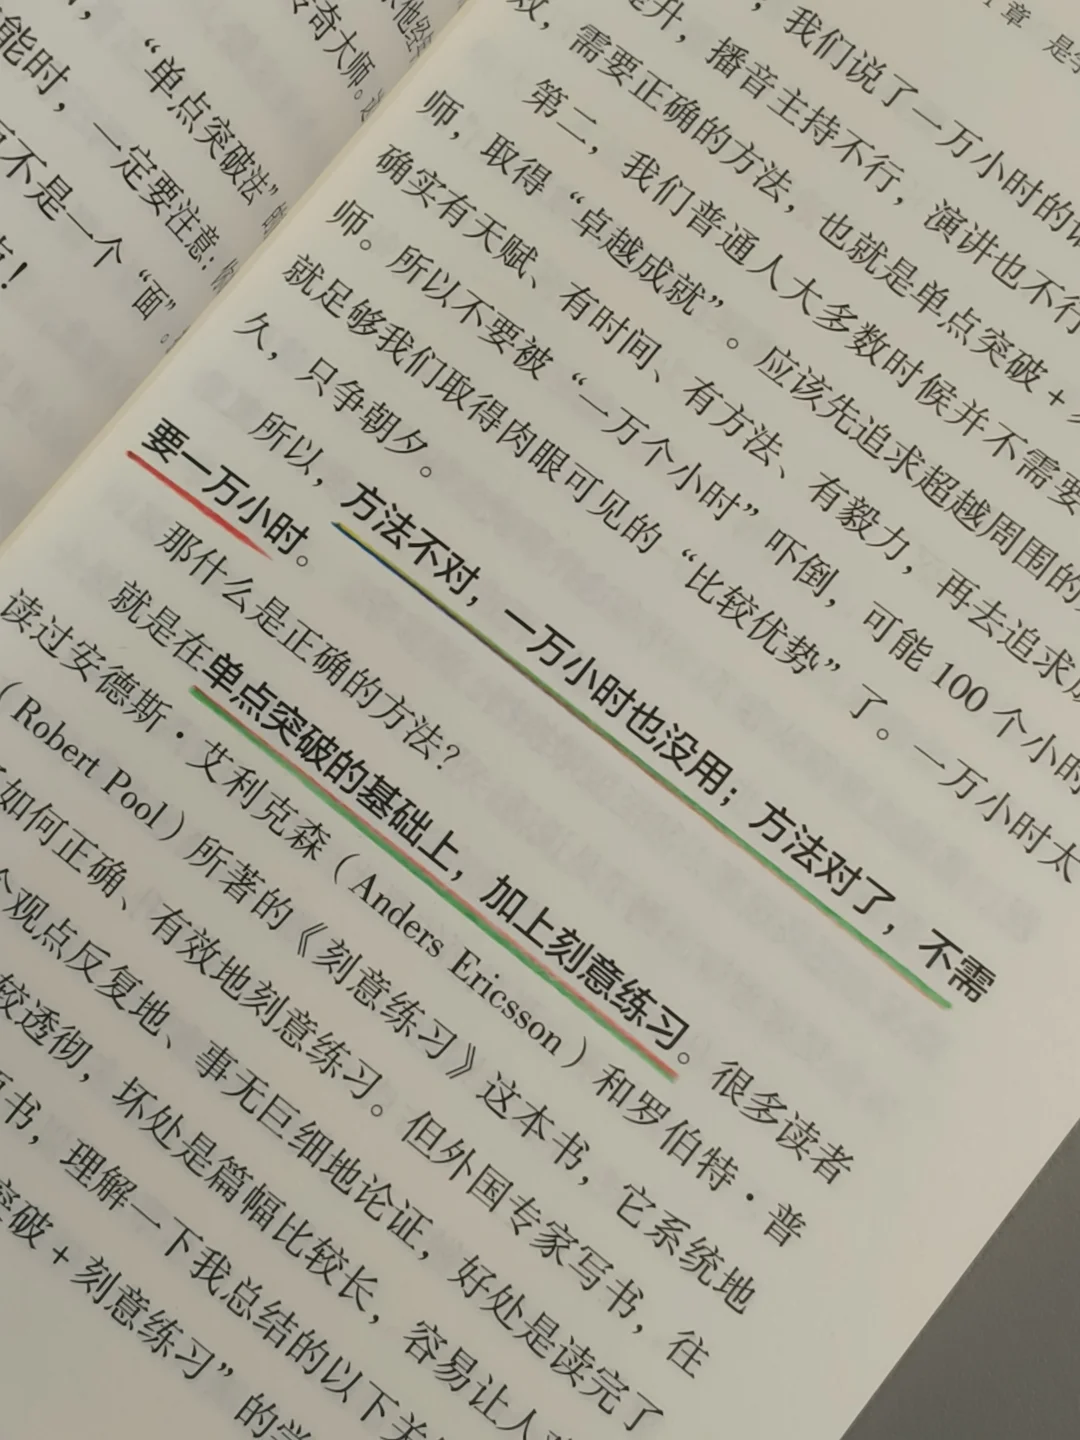 传奇大师。
“单点突破法”
能时，一定要注意：
不是一个“面”。
！
章 是
，我们说了一万小时的
升，播音主持不行，演讲也不行
效，需要正确的方法，也就是单点突破+
第二，我们普通人大多数时候并不需要
师，取得“卓越成就”。应该先追求超越周围的
确实有天赋、有时间、有方法、有毅力，再去追求
师。所以不要被“一万个小时”吓倒，可能100个小时
就足够我们取得肉眼可见的“比较优势”了。一万小时太
久，只争朝夕。
所以，方法不对，一万小时也没用；方法对了，不需
要一万小时。
那什么是正确的方法？
就是在单点突破的基础上，加上刻意练习。很多读者
读过安德斯·艾利克森（Anders Ericsson）和罗伯特·普
（Robert Pool）所著的《刻意练习》这本书，它系统地
如何正确、有效地刻意练习。但外国专家写书，往
个观点反复地、事无巨细地论证，好处是读完了
较透彻，坏处是篇幅比较长，容易让人
书，理解一下我总结的以下关
突破+刻意练习”的学